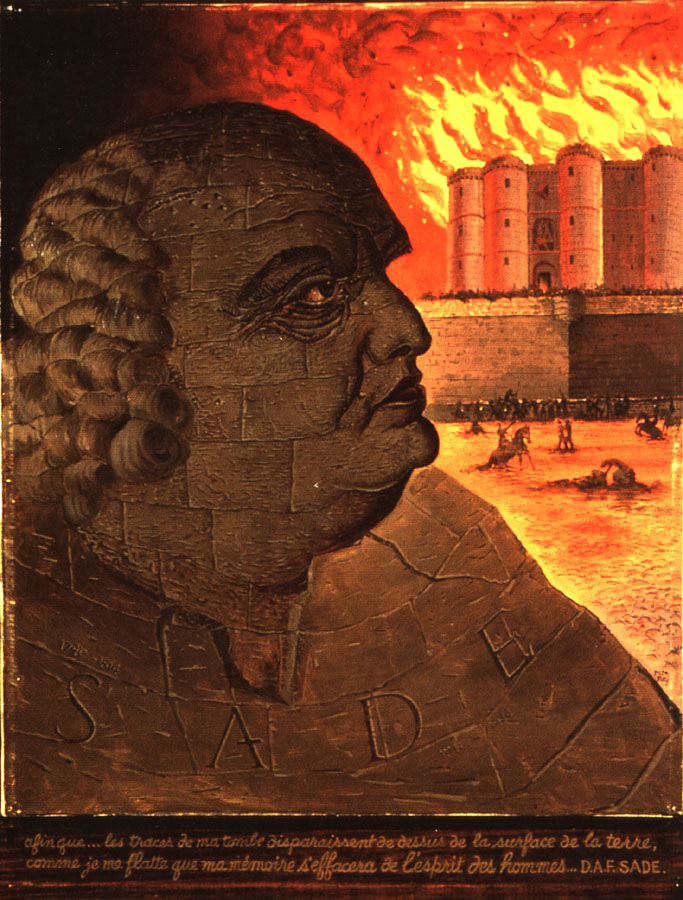 SADE
afin que... les traces de ma tombe disparaissent de dessus de la surface de la terre,
comme je me flatte que ma mémoire s'effacera de l'esprit des hommes... D.A.F. SADE.